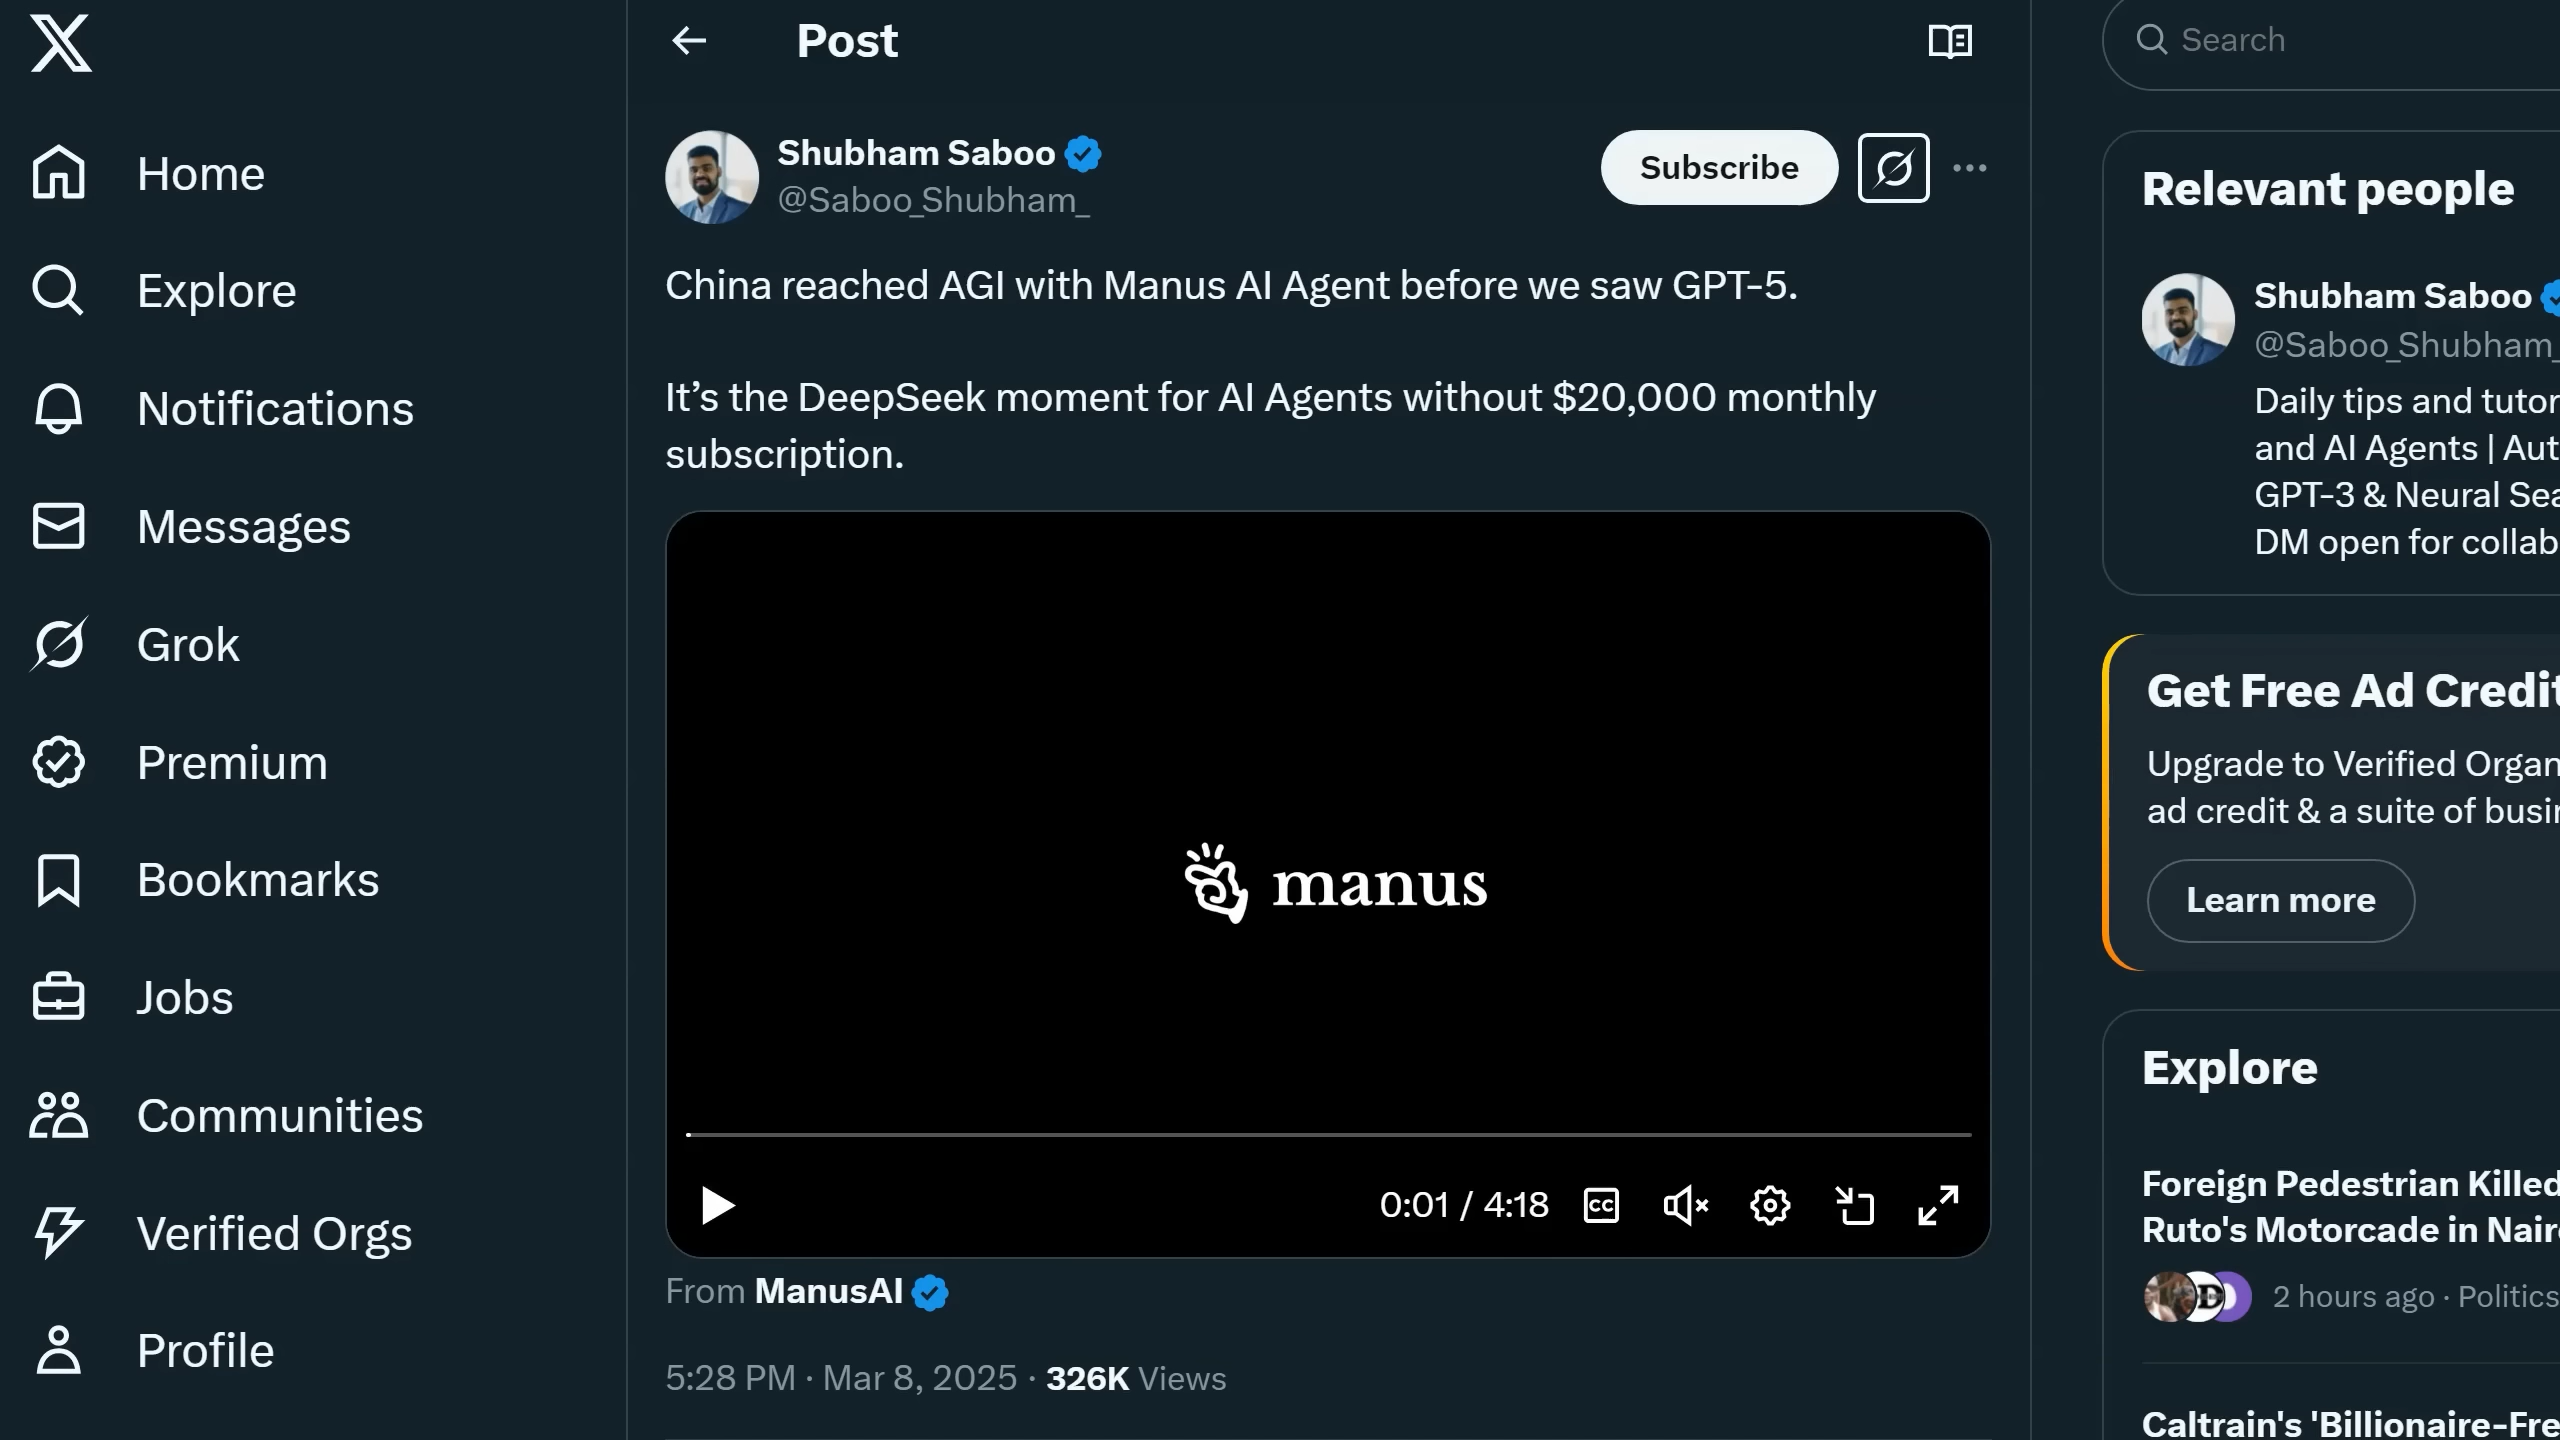 Home
Explore
Notifications
Messages
Grok
Premium
Bookmarks
Jobs
Communities
Verified Orgs
Profile
Post
Shubham Saboo
@Saboo_Shubham_
Subscribe
China reached AGI with Manus AI Agent before we saw GPT-5.
It’s the DeepSeek moment for AI Agents without $20,000 monthly
subscription.
manus
0:01 / 4:18
CC
From ManusAI
5:28 PM · Mar 8, 2025 · 326K Views
Search
Relevant people
Shubham Saboo
@Saboo_Shubham_
Daily tips and tutor
and AI Agents | Aut
GPT-3 & Neural Sea
DM open for collab
Get Free Ad Credit
Upgrade to Verified Organ
ad credit & a suite of busin
Learn more
Explore
Foreign Pedestrian Killed
Ruto's Motorcade in Nair
D
2 hours ago · Politics
Caltrain's 'Billionaire-Fre